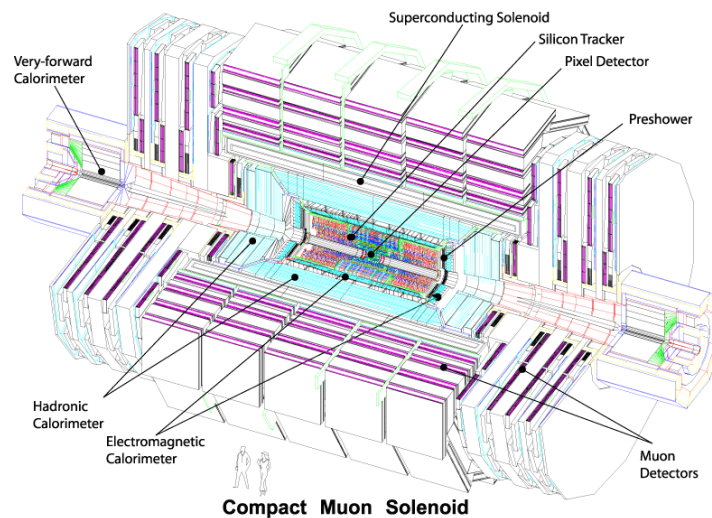 Superconducting Solenoid
Silicon Tracker
Pixel Detector
Very-forward
Calorimeter
Preshower
Hadronic
Calorimeter
Electromagnetic
Calorimeter
Muon
Detectors
Compact Muon Solenoid